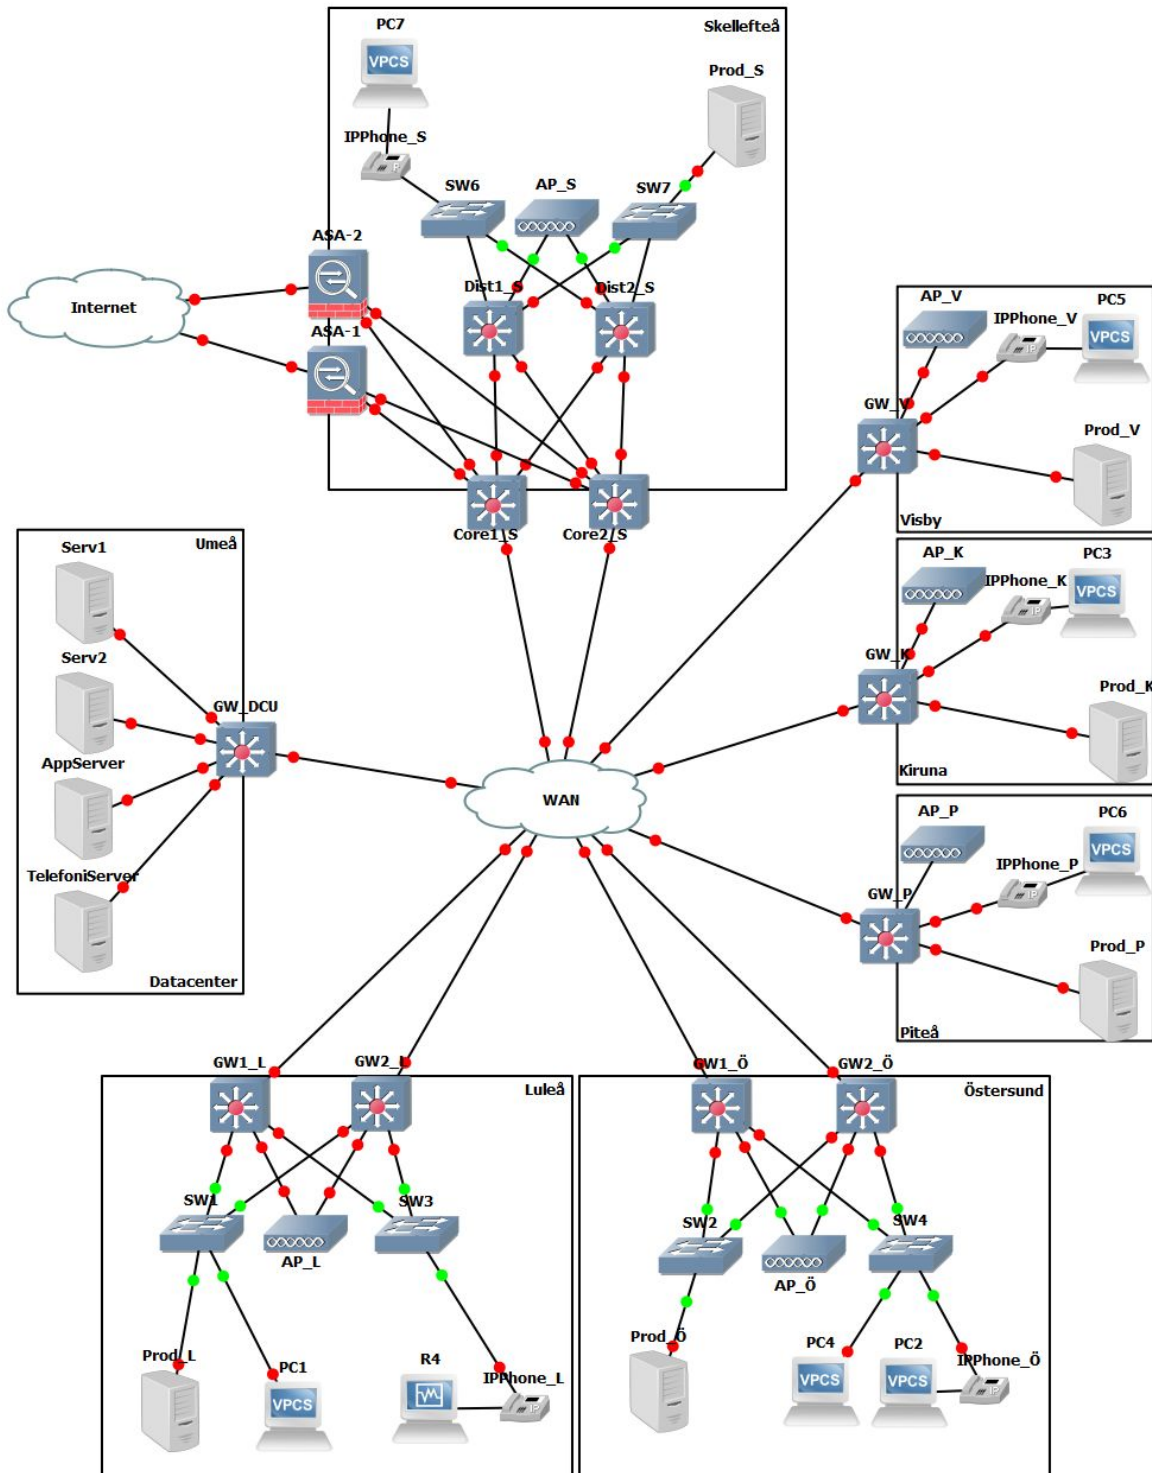 Skellefteå
PC7
VPCS
Prod_S
IPPhone_S
SW6
AP_S
SW7
ASA-2
Internet
Dist1_S
Dist2_S
ASA-1
Core1_S
Core2_S
AP_V
PC5
IPPhone_V
VPCS
GW_V
Prod_V
Visby
Umeå
Serv1
Serv2
GW_DCU
AppServer
TelefoniServer
Datacenter
AP_K
PC3
IPPhone_K
VPCS
GW_K
Prod_K
Kiruna
WAN
AP_P
PC6
VPCS
IPPhone_P
GW_P
Prod_P
Piteå
GW1_L
GW2_L
Luleå
SW1
SW3
AP_L
Prod_L
PC1
VPCS
R4
IPPhone_L
GW1_Ö
GW2_Ö
Östersund
SW2
SW4
AP_Ö
Prod_Ö
PC4
VPCS
PC2
VPCS
IPPhone_Ö